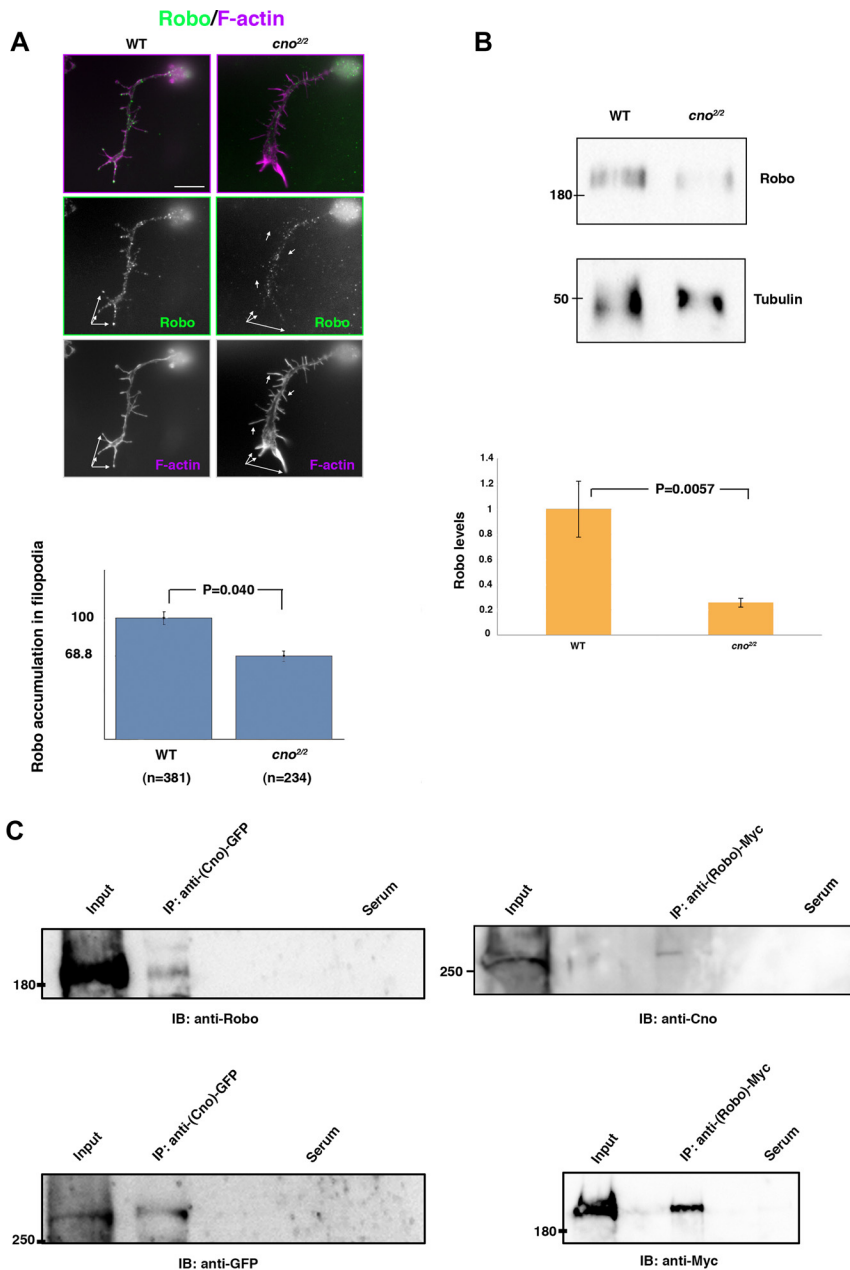 Robo/F-actin
A
WT
cno2/2
Robo
Robo
F-actin
F-actin
Robo accumulation in filopodia
P=0.040
100
68.8
WT
cno2/2
(n=381)
(n=234)
B
WT
cno2/2
Robo
180
Tubulin
50
Robo levels
1.4
1.2
1
0.8
0.6
0.4
0.2
0
P=0.0057
WT
cno2/2
C
Input
IP: anti-(Cno)-GFP
Serum
180
IB: anti-Robo
Input
IP: anti-(Robo)-Myc
Serum
250
IB: anti-Cno
Input
IP: anti-(Cno)-GFP
Serum
250
IB: anti-GFP
Input
IP: anti-(Robo)-Myc
Serum
180
IB: anti-Myc